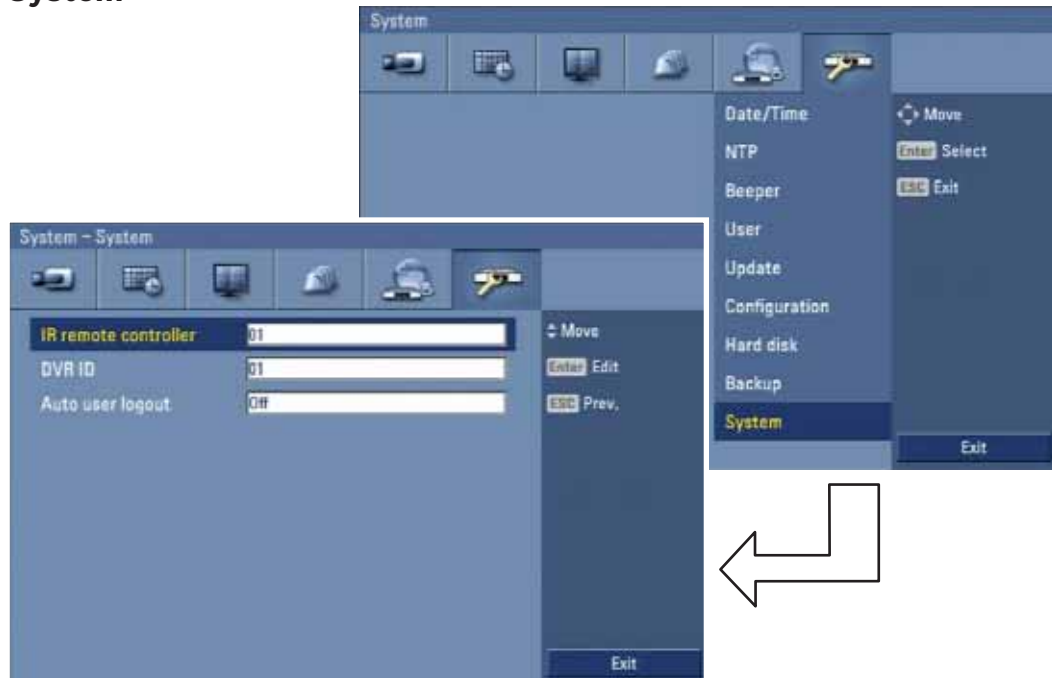 System
System
Date/Time
NTP
Beeper
User
Update
Configuration
Hard disk
Backup
System
Move
Enter Select
ESC Exit
Exit
System - System
IR remote controller 01
DVR ID 01
Auto user logout Off
Move
Enter Edit
ESC Prev.
Exit